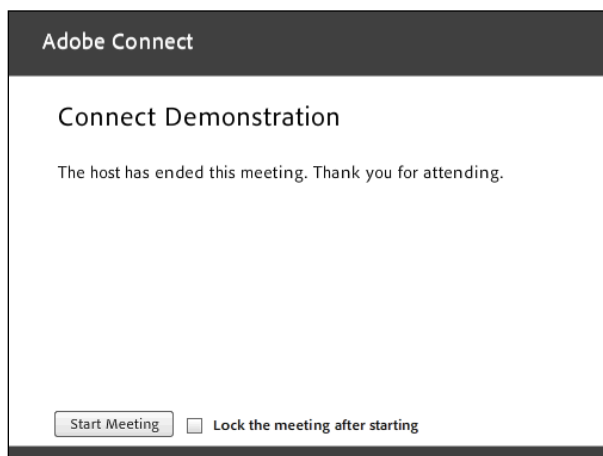 Adobe Connect
Connect Demonstration
The host has ended this meeting. Thank you for attending.
Start Meeting
Lock the meeting after starting